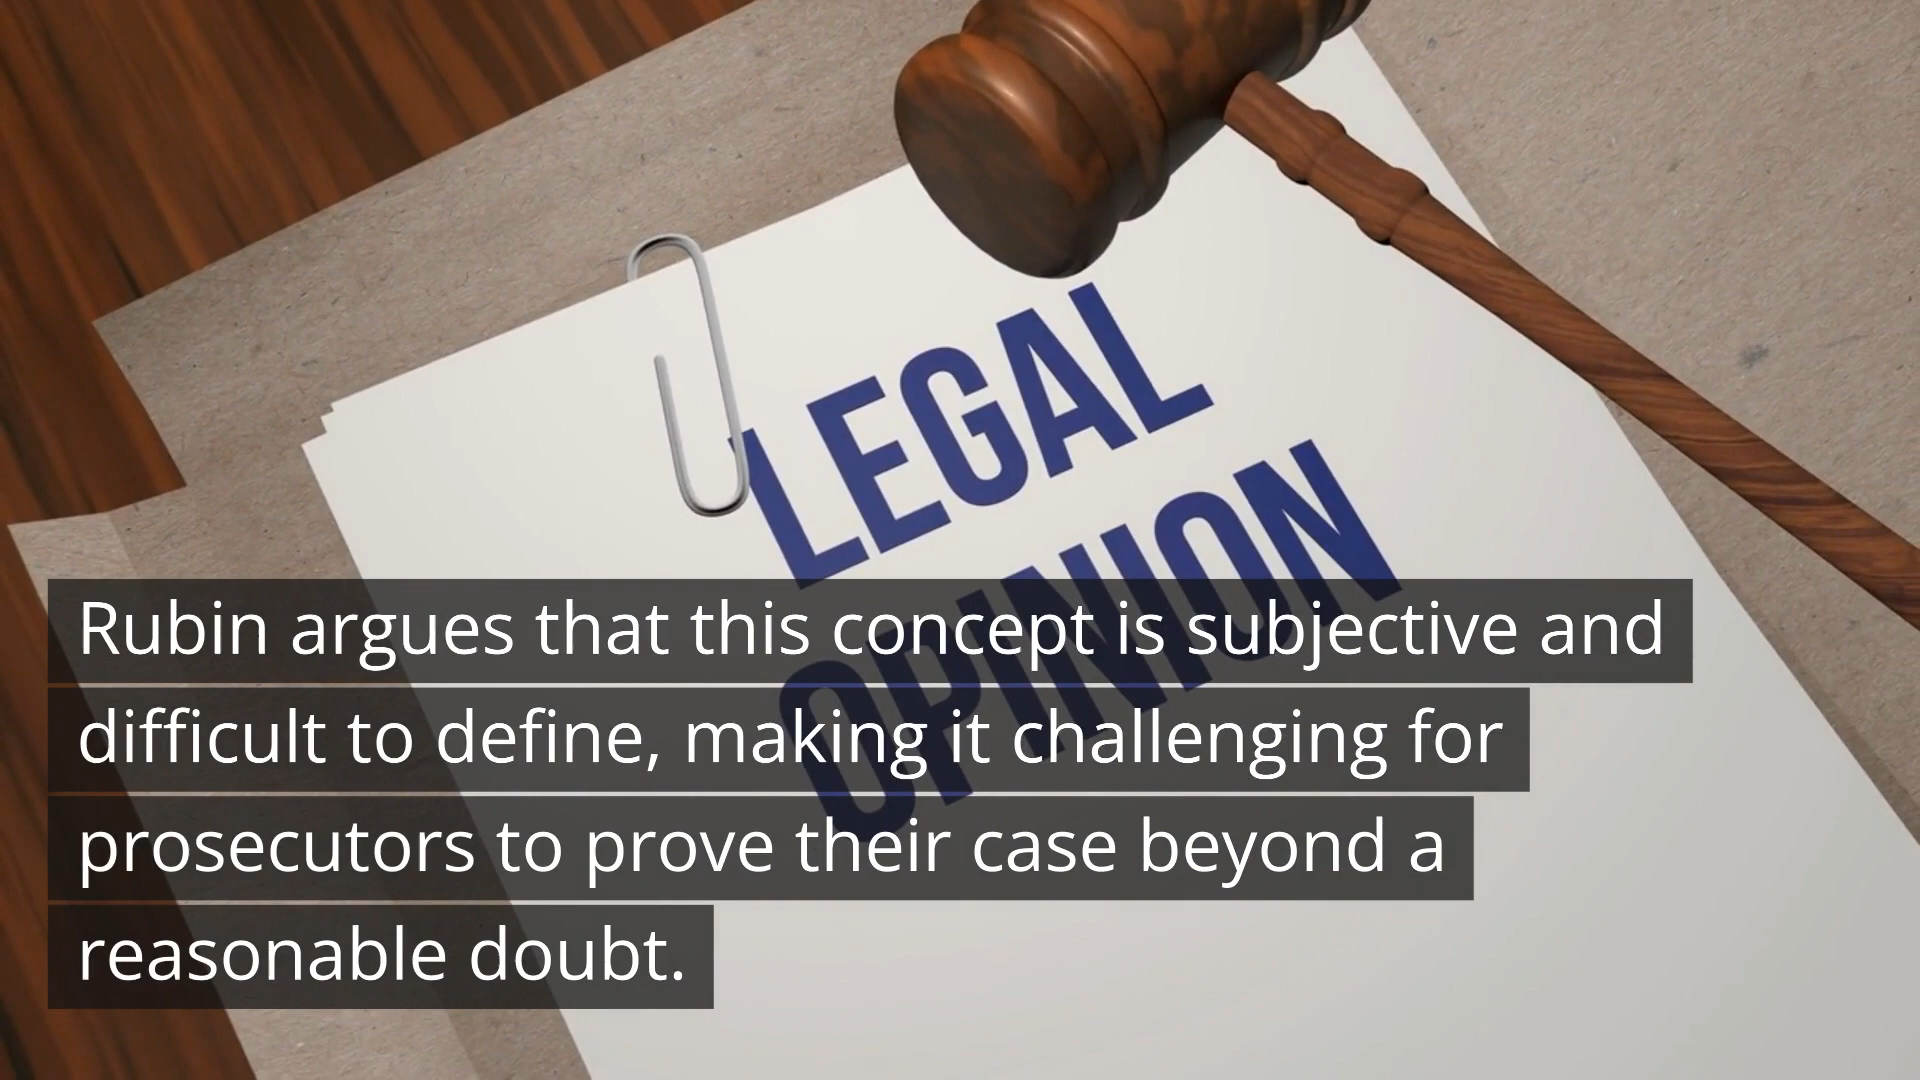 LEGAL
OPINION
Rubin argues that this concept is subjective and
difficult to define, making it challenging for
prosecutors to prove their case beyond a
reasonable doubt.